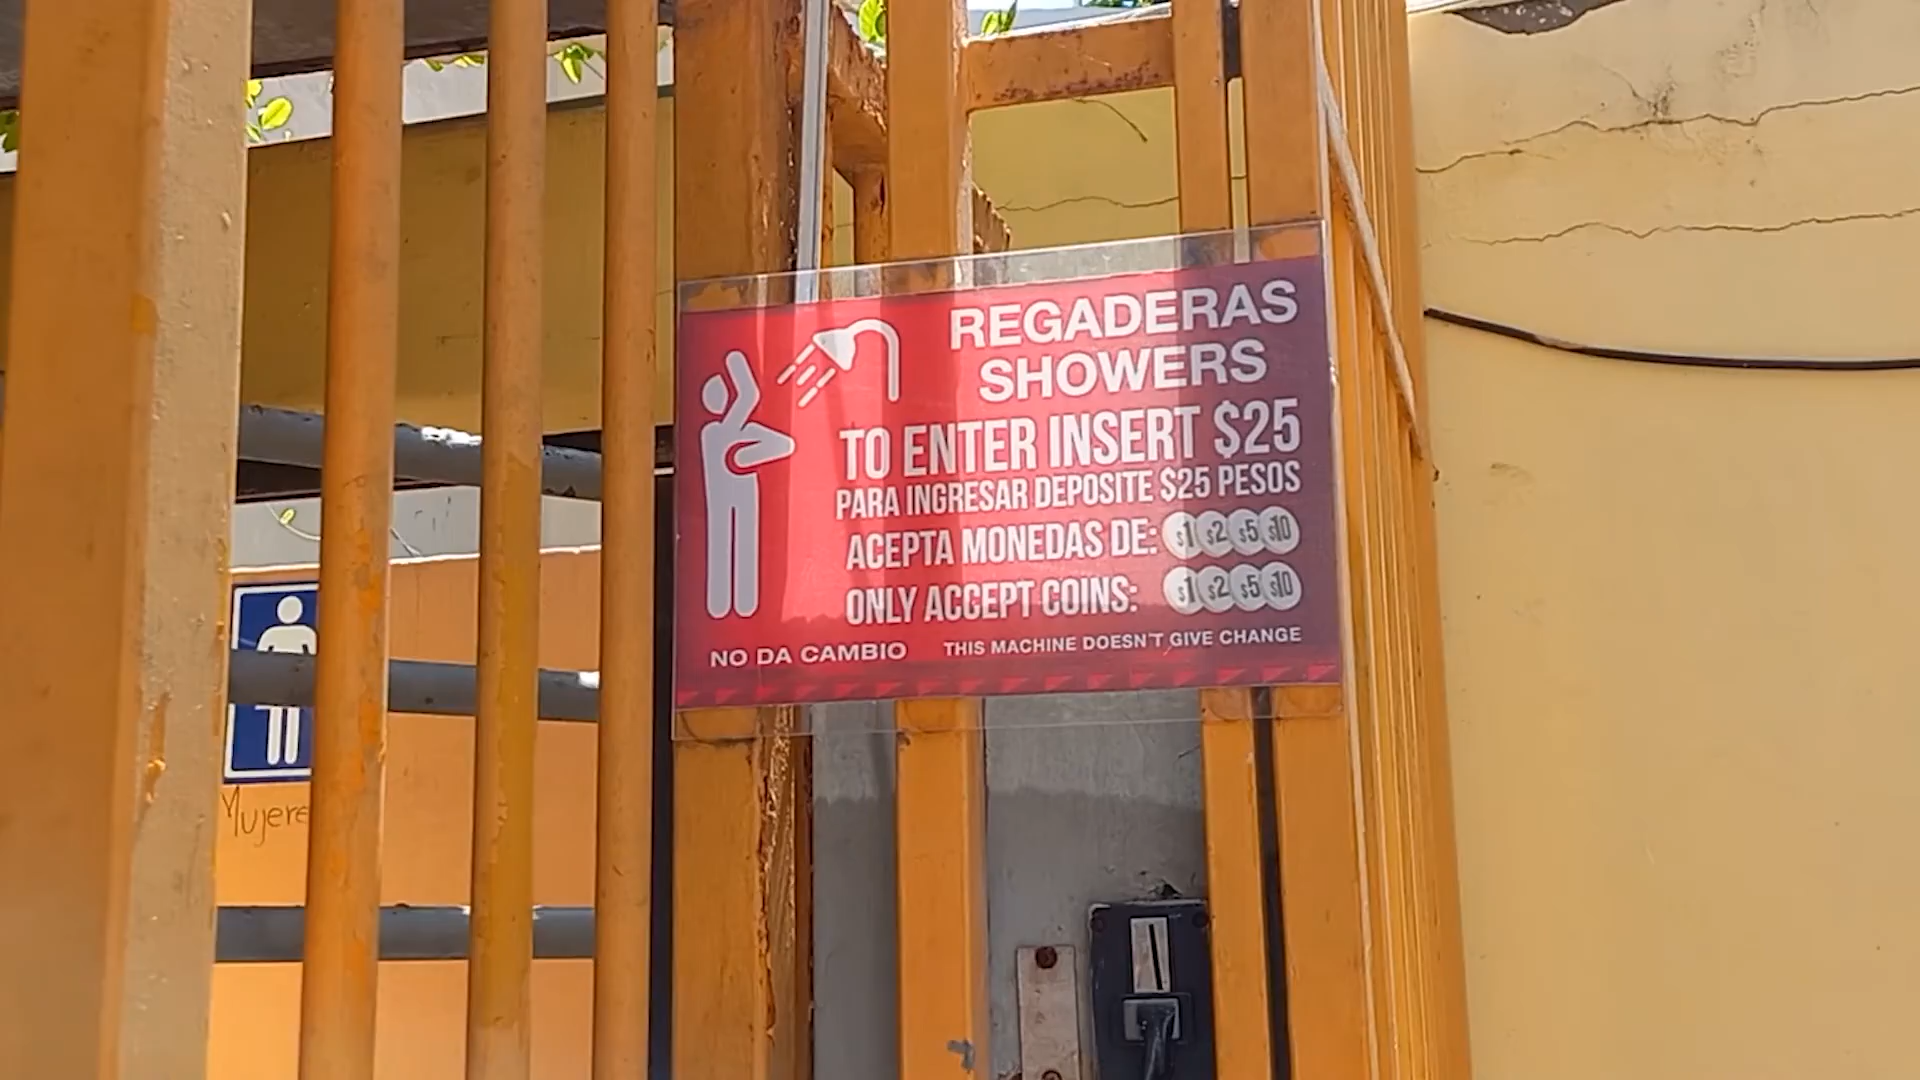 REGADERAS
SHOWERS
TO ENTER INSERT $25
PARA INGRESAR DEPOSITE $25 PESOS
ACEPTA MONEDAS DE: $1 $2 $5 $10
ONLY ACCEPT COINS: $1 $2 $5 $10
NO DA CAMBIO THIS MACHINE DOESN'T GIVE CHANGE
Mujere